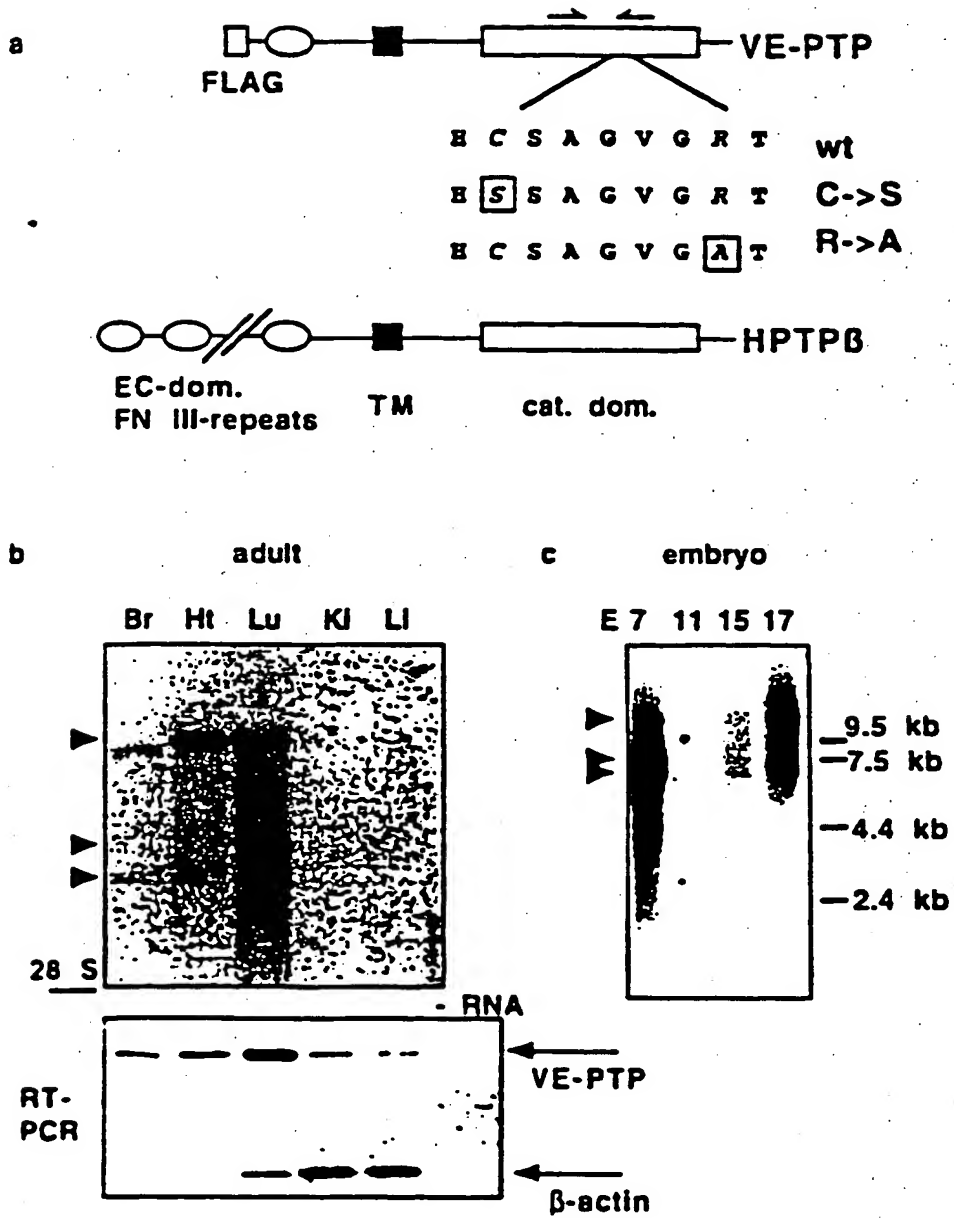 a
VE-PTP
FLAG
H C S A G V G R T wt
H S S A G V G R T C->S
H C S A G V G A T R->A
HPTPβ
EC-dom.
FN III-repeats
TM
cat. dom.
b adult
Br Ht Lu Ki Li
28 S
c embryo
E 7 11 15 17
9.5 kb
7.5 kb
4.4 kb
2.4 kb
- RNA
RT-
PCR
VE-PTP
β-actin